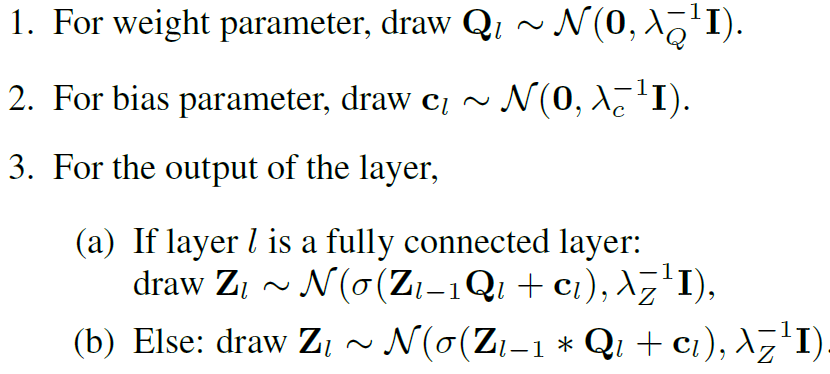 1. For weight parameter, draw $\mathbf{Q}_l \sim \mathcal{N}(\mathbf{0}, \lambda_Q^{-1}\mathbf{I})$.
2. For bias parameter, draw $\mathbf{c}_l \sim \mathcal{N}(\mathbf{0}, \lambda_c^{-1}\mathbf{I})$.
3. For the output of the layer,
(a) If layer $l$ is a fully connected layer:
draw $\mathbf{Z}_l \sim \mathcal{N}(\sigma(\mathbf{Z}_{l-1}\mathbf{Q}_l + \mathbf{c}_l), \lambda_Z^{-1}\mathbf{I})$,
(b) Else: draw $\mathbf{Z}_l \sim \mathcal{N}(\sigma(\mathbf{Z}_{l-1} * \mathbf{Q}_l + \mathbf{c}_l), \lambda_Z^{-1}\mathbf{I})$.